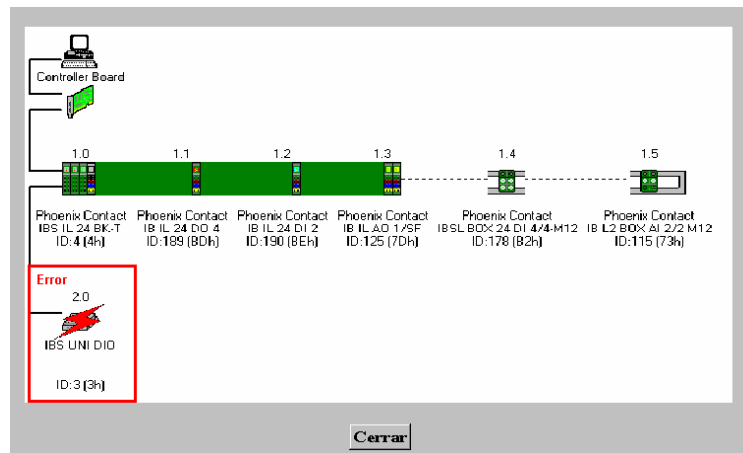 Controller Board
1.0
1.1
1.2
1.3
1.4
1.5
Phoenix Contact
IBS IL 24 BK-T
ID:4 (4h)
Phoenix Contact
IB IL 24 DO 4
ID:189 (BDh)
Phoenix Contact
IB IL 24 DI 2
ID:190 (BEh)
Phoenix Contact
IB IL AO 1/SF
ID:125 (7Dh)
Phoenix Contact
IBSL BOX 24 DI 4/4-M12
ID:178 (B2h)
Phoenix Contact
IB L2 BOX AI 2/2 M12
ID:115 (73h)
Error
2.0
IBS UNI DIO
ID:3 (3h)
Cerrar